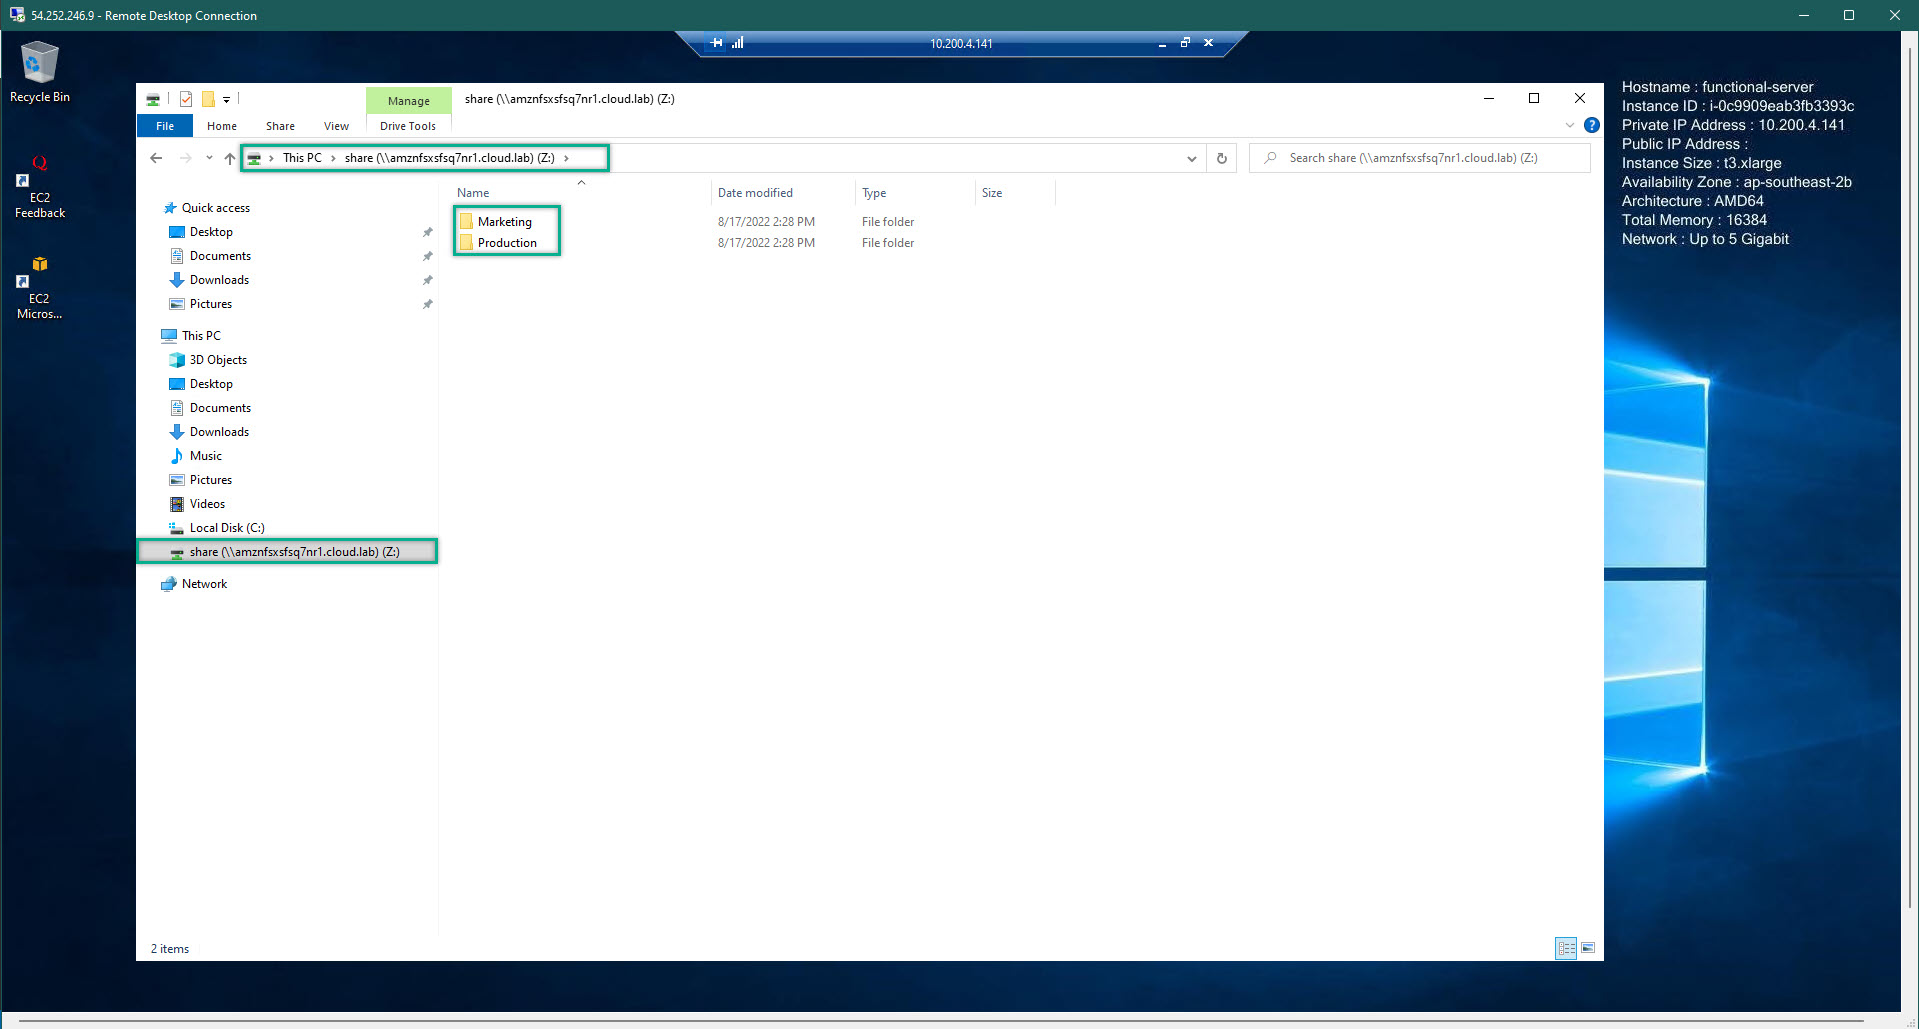 54.252.246.9 - Remote Desktop Connection
10.200.4.141
Recycle Bin
EC2
Feedback
EC2
Micros...
Manage
share (\\amznfsxsfsq7nr1.cloud.lab) (Z:)
File Home Share View Drive Tools
This PC share (\\amznfsxsfsq7nr1.cloud.lab) (Z:)
Search share (\\amznfsxsfsq7nr1.cloud.lab) (Z:)
Quick access
Desktop
Documents
Downloads
Pictures
This PC
3D Objects
Desktop
Documents
Downloads
Music
Pictures
Videos
Local Disk (C:)
share (\\amznfsxsfsq7nr1.cloud.lab) (Z:)
Network
Name Date modified Type Size
Marketing 8/17/2022 2:28 PM File folder
Production 8/17/2022 2:28 PM File folder
2 items
Hostname : functional-server
Instance ID : i-0c9909eab3fb3393c
Private IP Address : 10.200.4.141
Public IP Address :
Instance Size : t3.xlarge
Availability Zone : ap-southeast-2b
Architecture : AMD64
Total Memory : 16384
Network : Up to 5 Gigabit